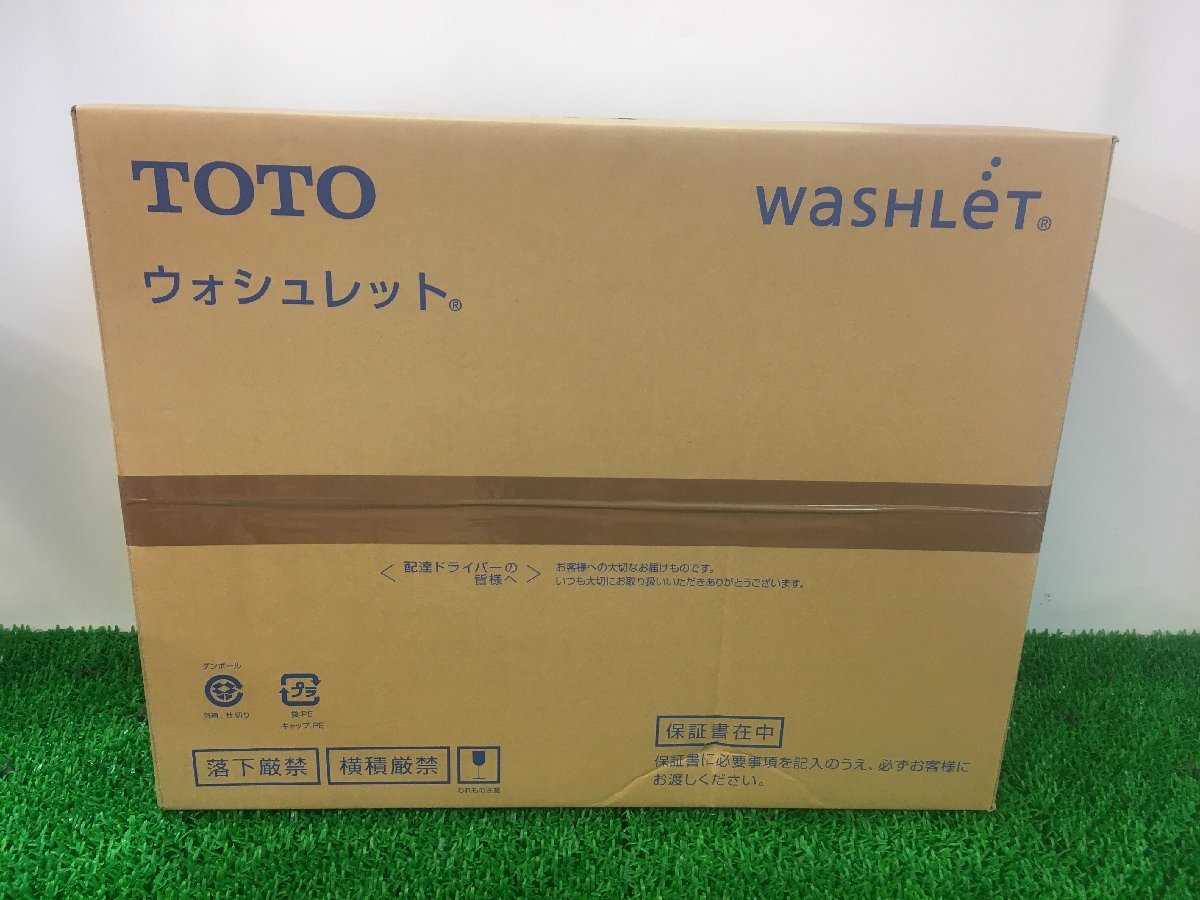 TOTO
WASHLET®
ウォシュレット®
＜ 配達ドライバーの
皆様へ ＞
お客様への大切なお届けものです。
いつも大切にお取り扱いいただきありがとうございます。
ダンボール
外箱、仕切り
プラ
袋:PE
キャップ:PE
落下厳禁
横積厳禁
われもの注意
保証書在中
保証書に必要事項を記入のうえ、必ずお客様に
お渡しください。